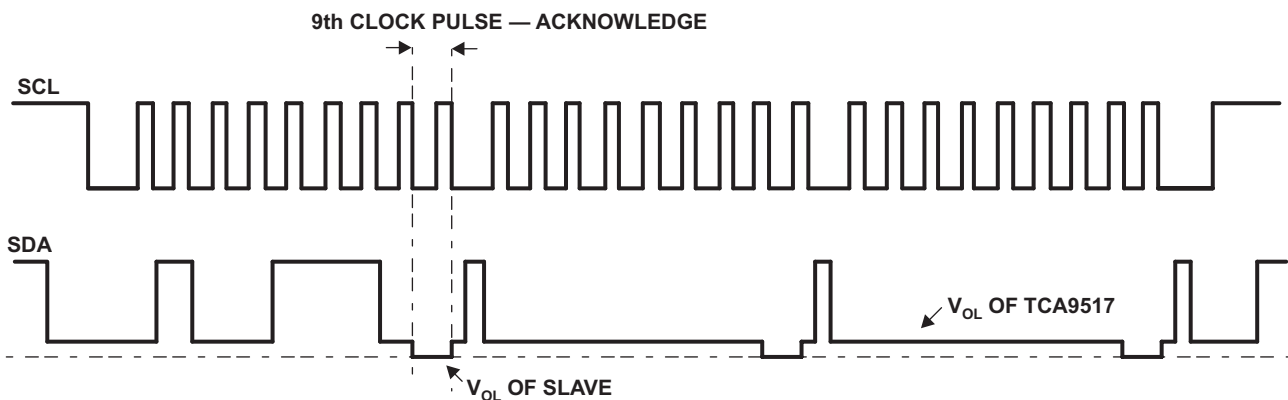 9th CLOCK PULSE — ACKNOWLEDGE
SCL
SDA
VOL OF TCA9517
VOL OF SLAVE